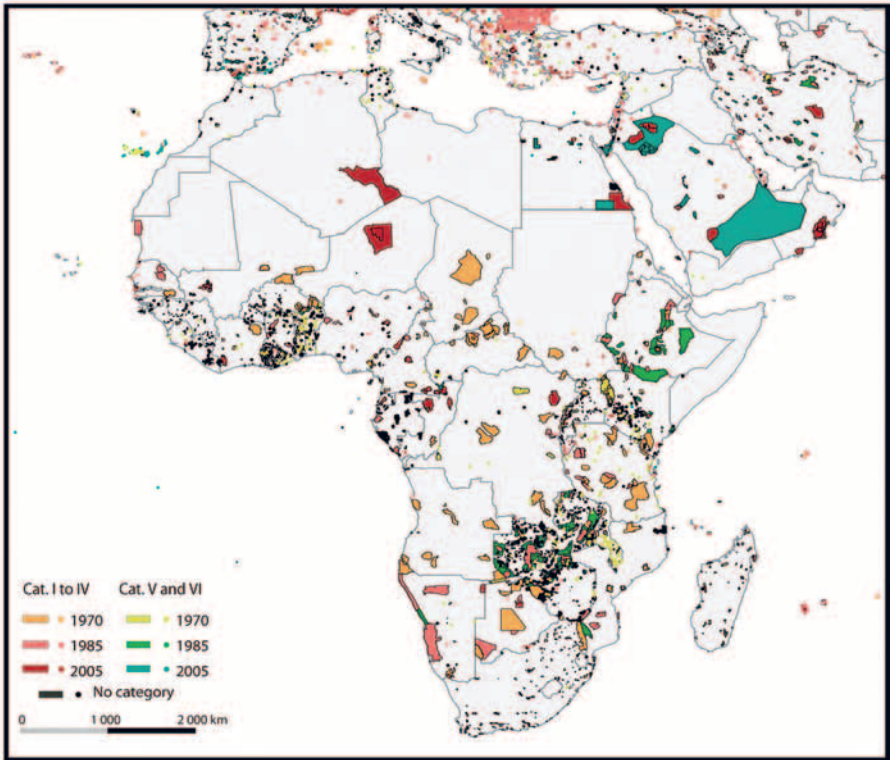 Cat. I to IV Cat. V and VI
1970 1970
1985 1985
2005 2005
No category
0 1 000 2 000 km